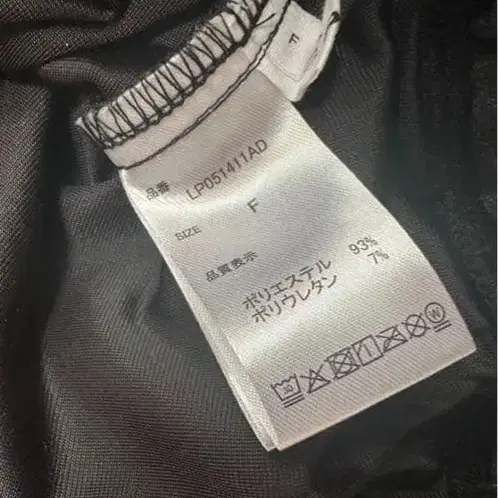 F
品番 LP051411AD
SIZE F
品質表示
ポリエステル 93%
ポリウレタン 7%